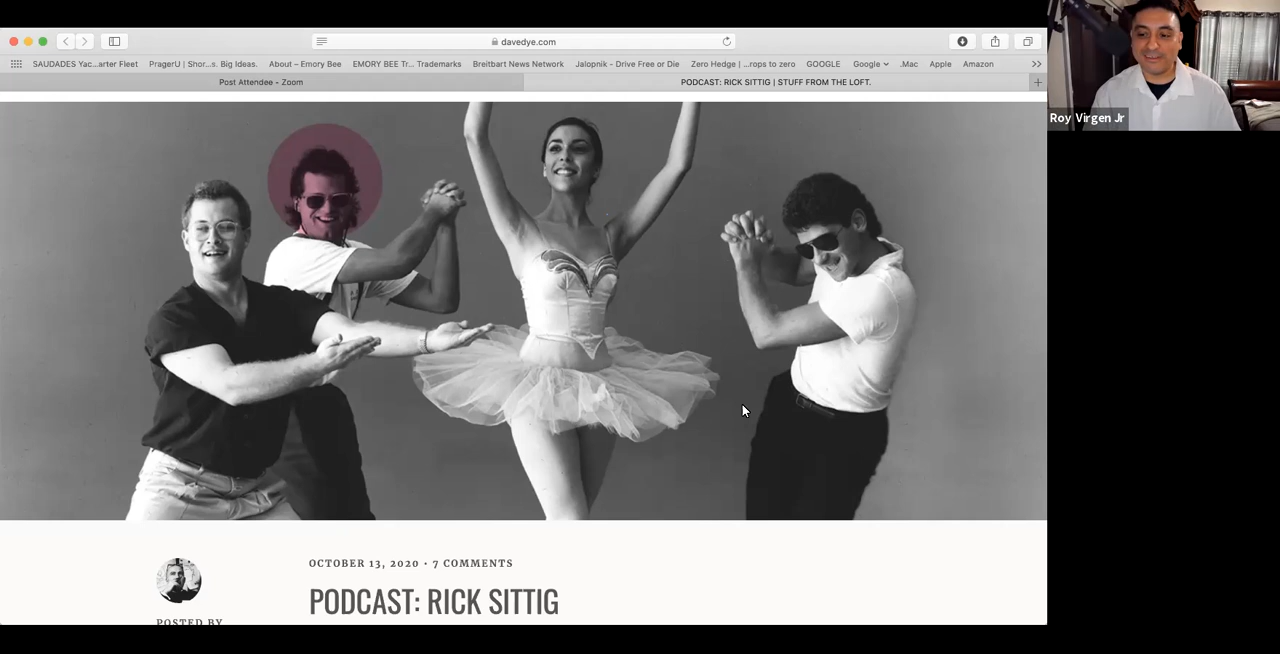 davedye.com
SAUDADES Yac...arter Fleet PragerU | Shor...s. Big Ideas. About – Emory Bee EMORY BEE Tr... Trademarks Breitbart News Network Jalopnik - Drive Free or Die Zero Hedge | ...rops to zero GOOGLE Google .Mac Apple Amazon
Post Attendee - Zoom PODCAST: RICK SITTIG | STUFF FROM THE LOFT.
Roy Virgen Jr
OCTOBER 13, 2020 • 7 COMMENTS
PODCAST: RICK SITTIG
POSTED BY